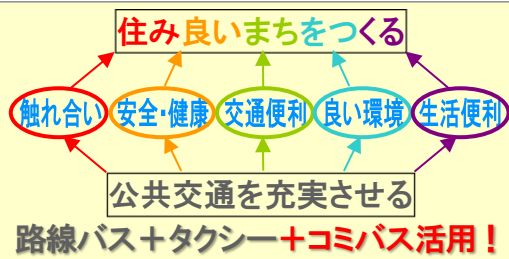 住み良いまちをつくる
触れ合い 安全・健康 交通便利 良い環境 生活便利
公共交通を充実させる
路線バス＋タクシー＋コミバス活用！